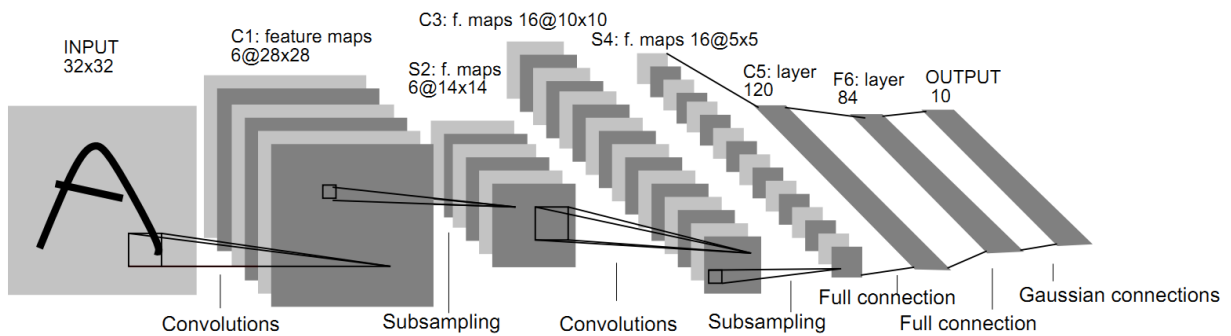 INPUT
32x32
C1: feature maps
6@28x28
S2: f. maps
6@14x14
C3: f. maps 16@10x10
S4: f. maps 16@5x5
C5: layer
120
F6: layer
84
OUTPUT
10
Convolutions
Subsampling
Convolutions
Subsampling
Full connection
Full connection
Gaussian connections